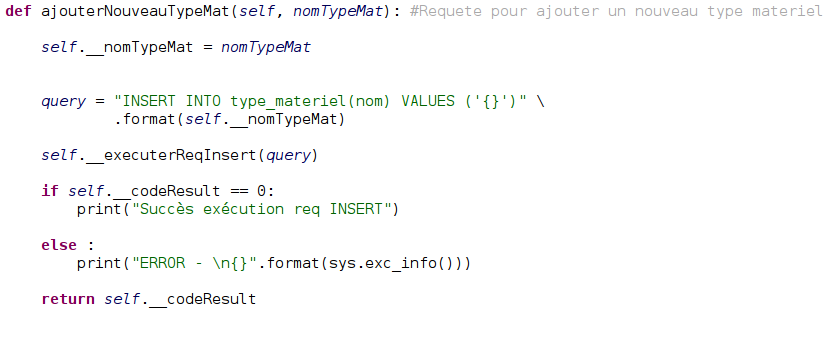 def ajouterNouveauTypeMat(self, nomTypeMat): #Requete pour ajouter un nouveau type materiel
self.__nomTypeMat = nomTypeMat
query = "INSERT INTO type_materiel(nom) VALUES ('{}')" \
.format(self.__nomTypeMat)
self.__executerReqInsert(query)
if self.__codeResult == 0:
print("Succès exécution req INSERT")
else :
print("ERROR - \n{}".format(sys.exc_info()))
return self.__codeResult